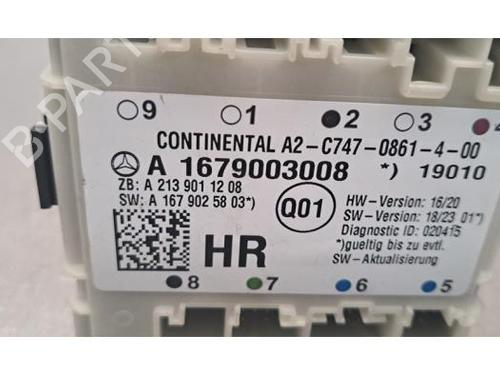 B-PARTS
9 1 2 3 4
CONTINENTAL A2-C747-0861-4-00
A 1679003008 *) 19010
ZB: A 213 901 12 08
SW: A 167 902 58 03*)
Q01
HW-Version: 16/20
SW-Version: 18/23 01*)
Diagnostic ID: 020415
*)gueltig bis zu evtl.
SW-Aktualisierung
HR
8 7 6 5